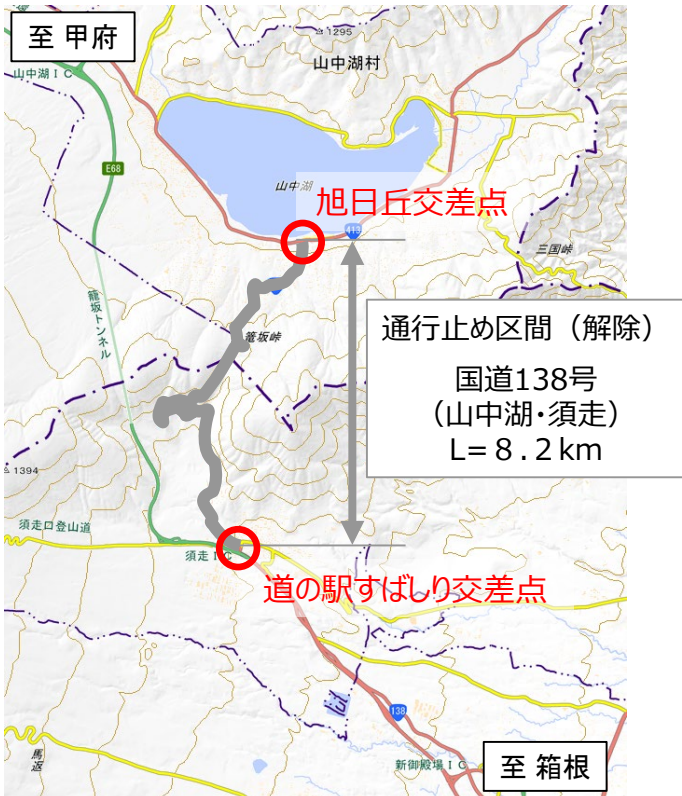 至 甲府
1295
山中湖村
山中湖ＩＣ
E68
山中湖
旭日丘交差点
413
三国峠
籠坂トンネル
籠坂峠
通行止め区間（解除）
国道138号
（山中湖・須走）
L=８.２km
1394
須走口登山道
須走ＩＣ
道の駅すばしり交差点
138
馬返
新御殿場ＩＣ
至 箱根